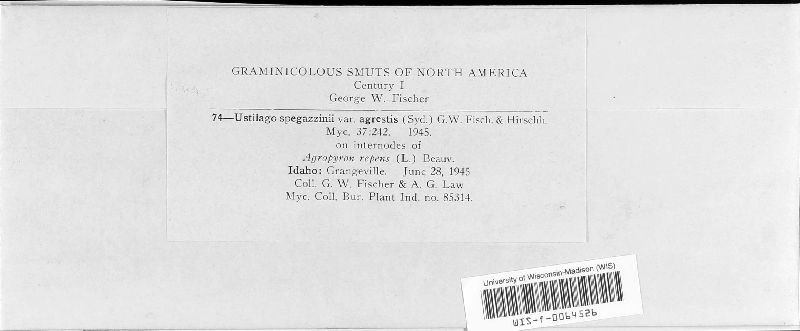 GRAMINICOLOUS SMUTS OF NORTH AMERICA
Century I
George W. Fischer
74—Ustilago spegazzinii var. agrestis (Syd.) G.W. Fisch. & Hirschh.
Myc. 37:242. 1945.
on internodes of
Agropyron repens (L.) Beauv.
Idaho: Grangeville. June 28, 1945
Coll. G. W. Fischer & A. G. Law
Myc. Coll. Bur. Plant Ind. no. 85314.
University of Wisconsin-Madison (WIS)
WIS-f-0064526